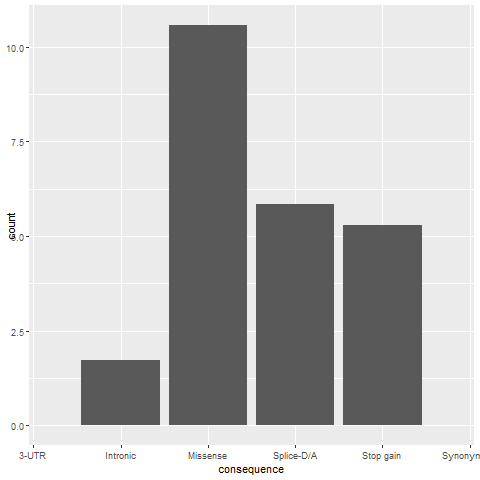 10.0
7.5
5.0
2.5
0.0
count
3-UTR Intronic Missense Splice-D/A Stop gain Synonyn
consequence